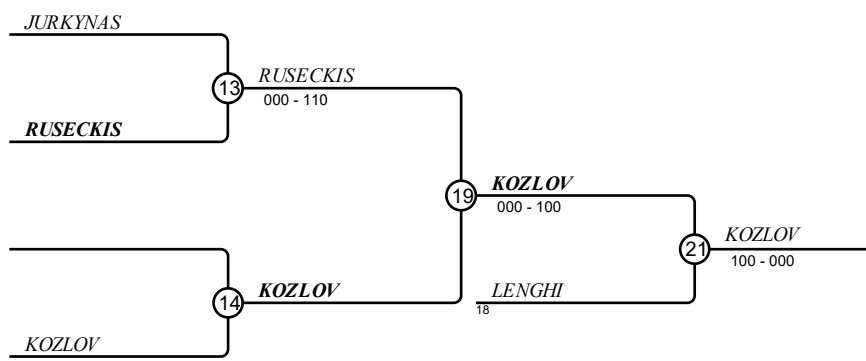 JURKYNAS
13
RUSECKIS
000 - 110
RUSECKIS
19
KOZLOV
000 - 100
21
KOZLOV
100 - 000
14
KOZLOV
LENGHI
18
KOZLOV